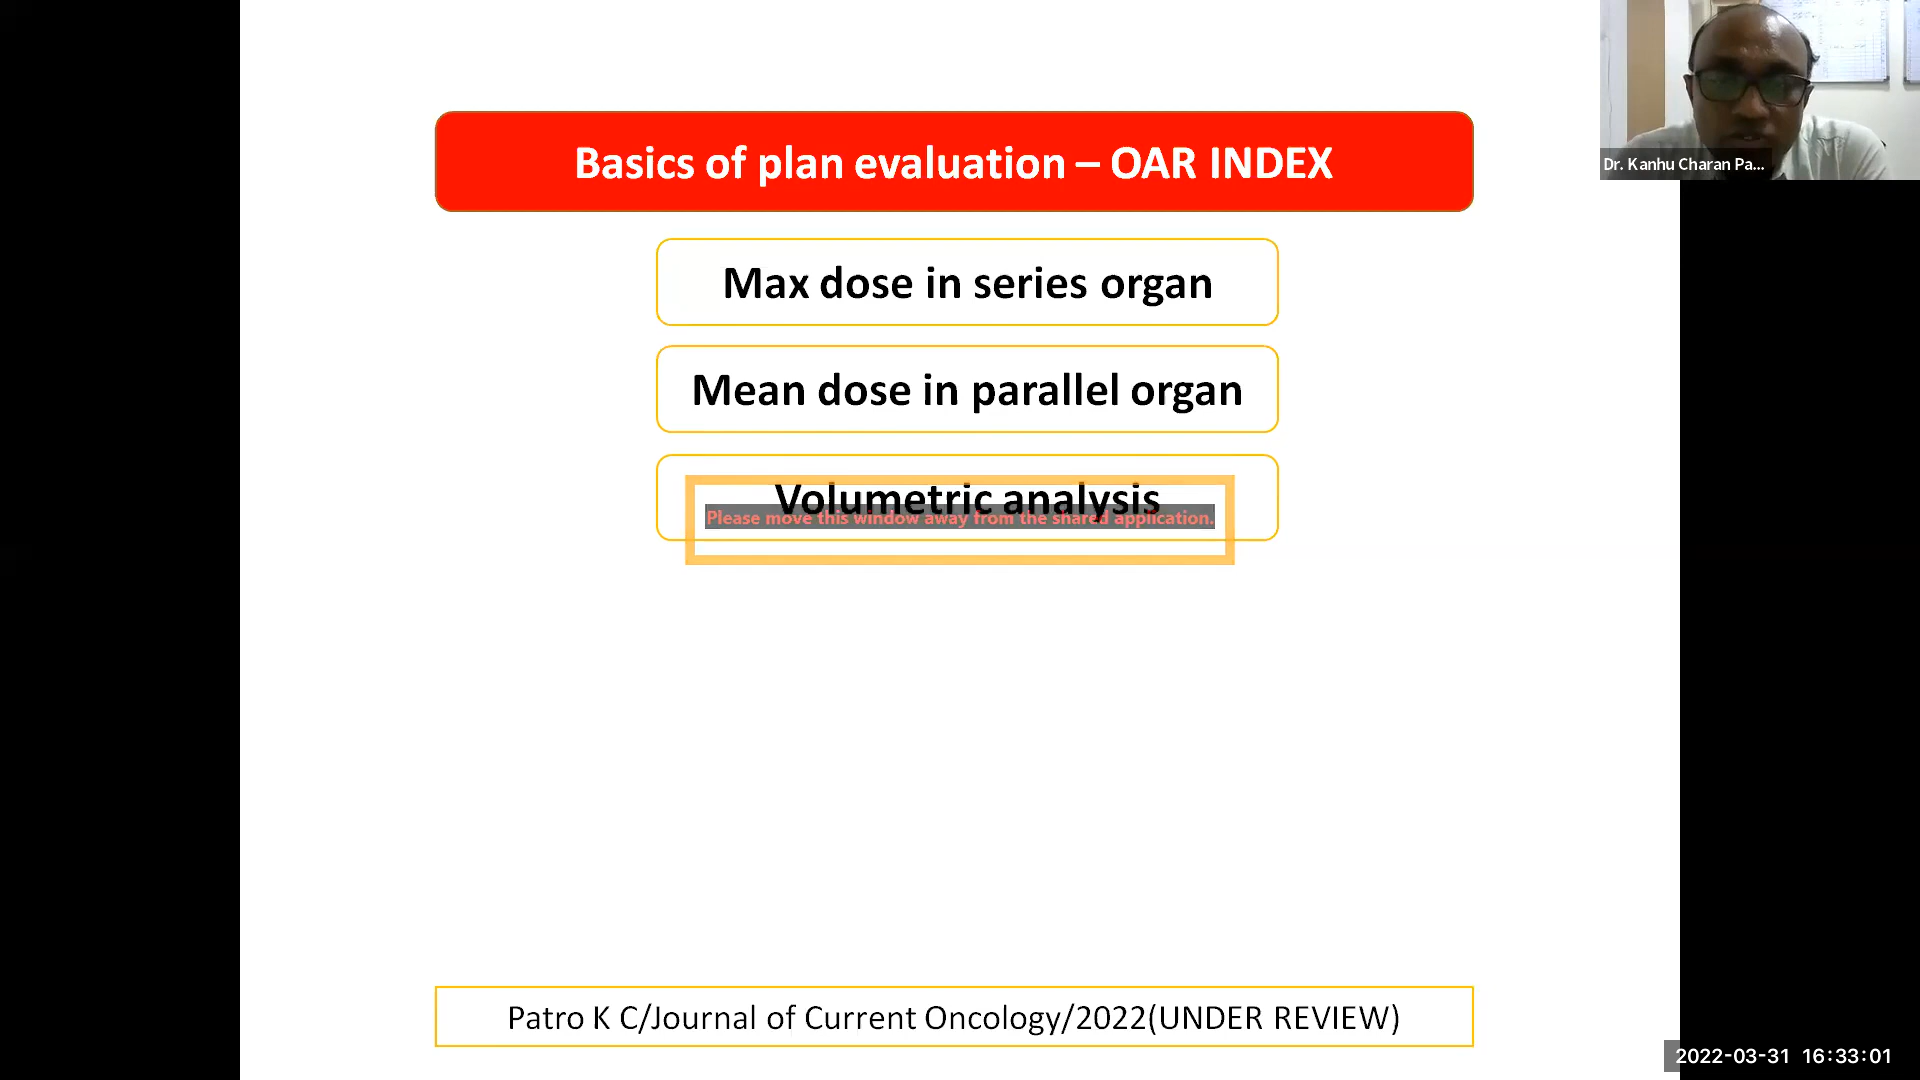 Basics of plan evaluation – OAR INDEX
Dr. Kanhu Charan Pa...
Max dose in series organ
Mean dose in parallel organ
Volumetric analysis
Please move this window away from the shared application.
Patro K C/Journal of Current Oncology/2022(UNDER REVIEW)
2022-03-31 16:33:01